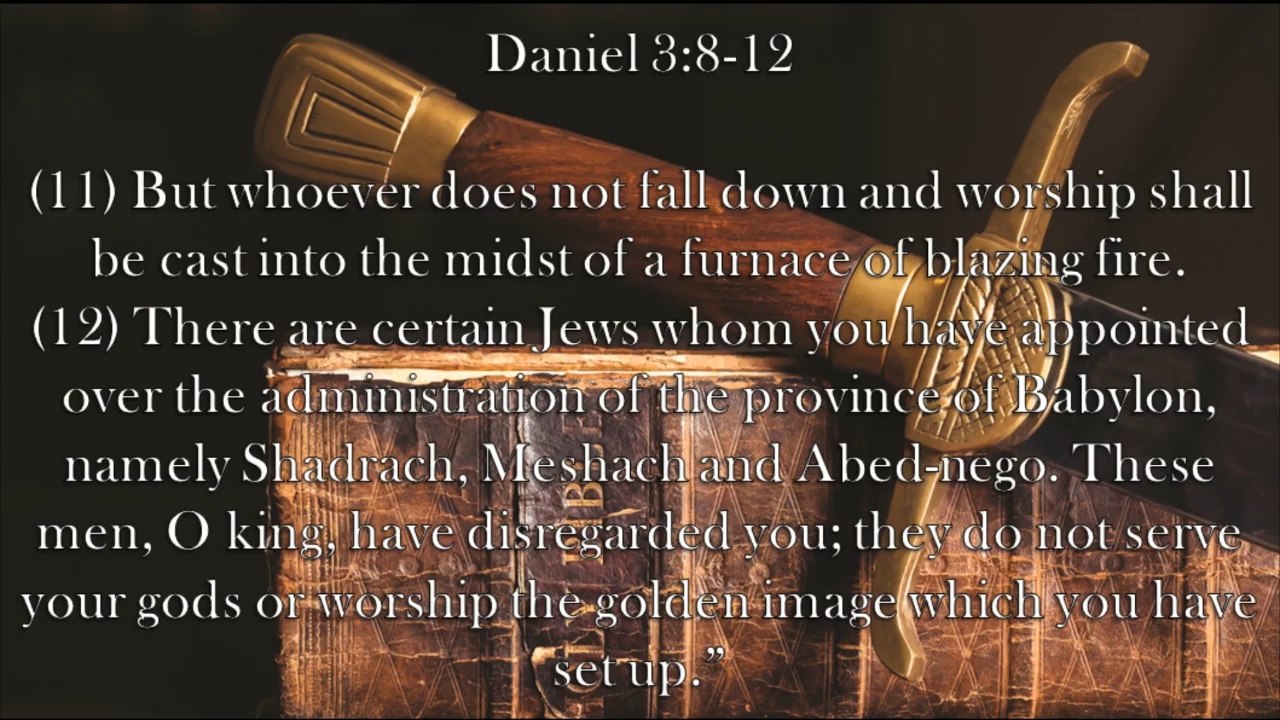 Daniel 3:8-12
(11) But whoever does not fall down and worship shall
be cast into the midst of a furnace of blazing fire.
(12) There are certain Jews whom you have appointed
over the administration of the province of Babylon,
namely Shadrach, Meshach and Abed-nego. These
men, O king, have disregarded you; they do not serve
your gods or worship the golden image which you have
set up.”